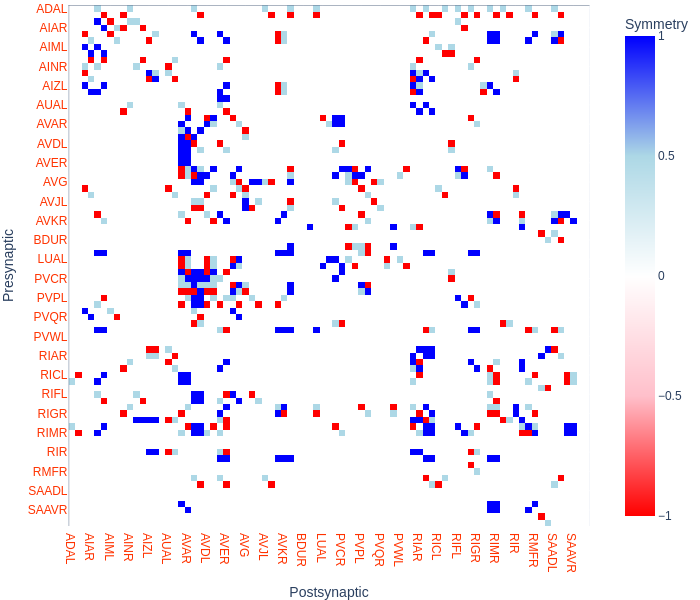 Symmetry
1
0.5
0
−0.5
−1
Presynaptic
ADAL
AIAR
AIML
AINR
AIZL
AUAL
AVAR
AVDL
AVER
AVG
AVJL
AVKR
BDUR
LUAL
PVCR
PVPL
PVQR
PVWL
RIAR
RICL
RIFL
RIGR
RIMR
RIR
RMFR
SAADL
SAAVR
ADAL
AIAR
AIML
AINR
AIZL
AUAL
AVAR
AVDL
AVER
AVG
AVJL
AVKR
BDUR
LUAL
PVCR
PVPL
PVQR
PVWL
RIAR
RICL
RIFL
RIGR
RIMR
RIR
RMFR
SAADL
SAAVR
Postsynaptic